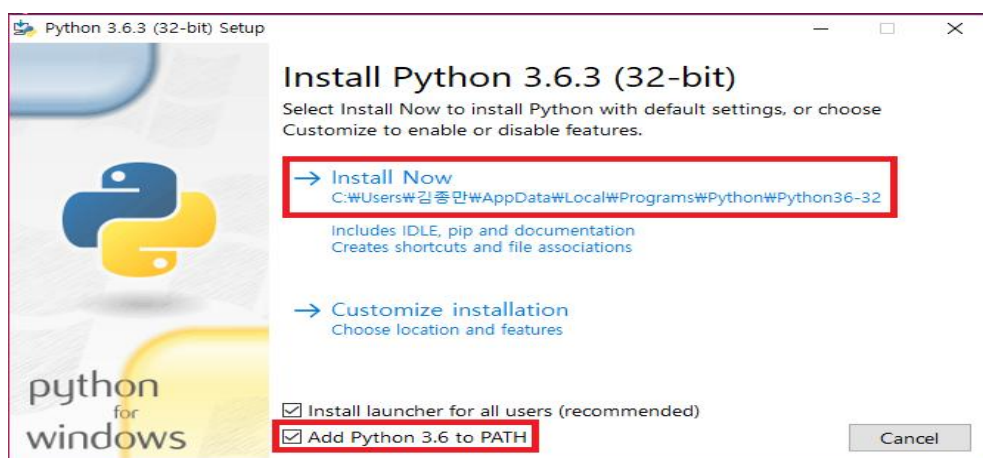 Python 3.6.3 (32-bit) Setup
Install Python 3.6.3 (32-bit)
Select Install Now to install Python with default settings, or choose
Customize to enable or disable features.
→ Install Now
C:₩Users₩김종만₩AppData₩Local₩Programs₩Python₩Python36-32
Includes IDLE, pip and documentation
Creates shortcuts and file associations
→ Customize installation
Choose location and features
python
for
windows
Install launcher for all users (recommended)
Add Python 3.6 to PATH
Cancel